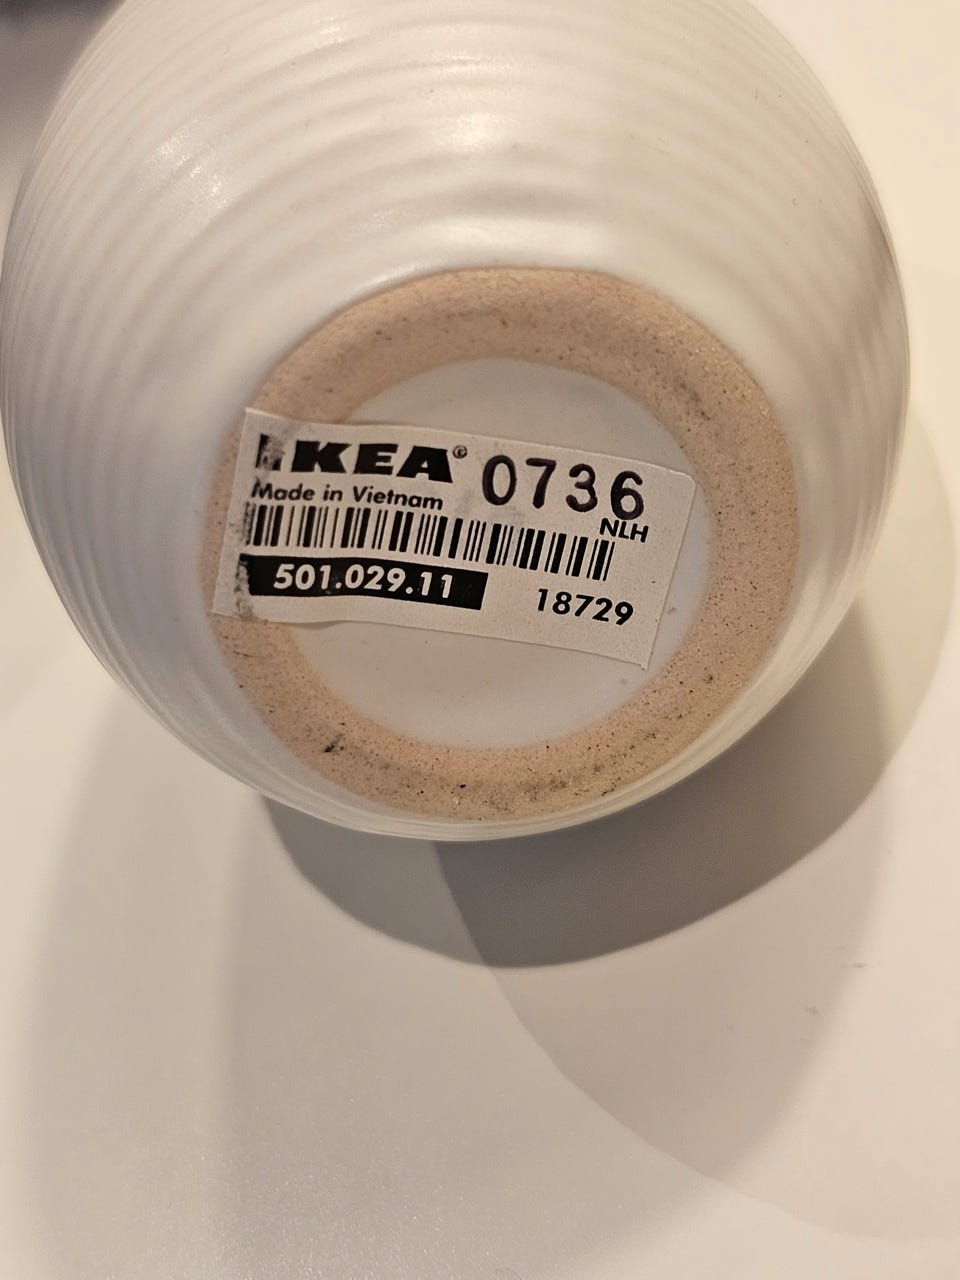 IKEA® 0736
Made in Vietnam NLH
501.029.11 18729